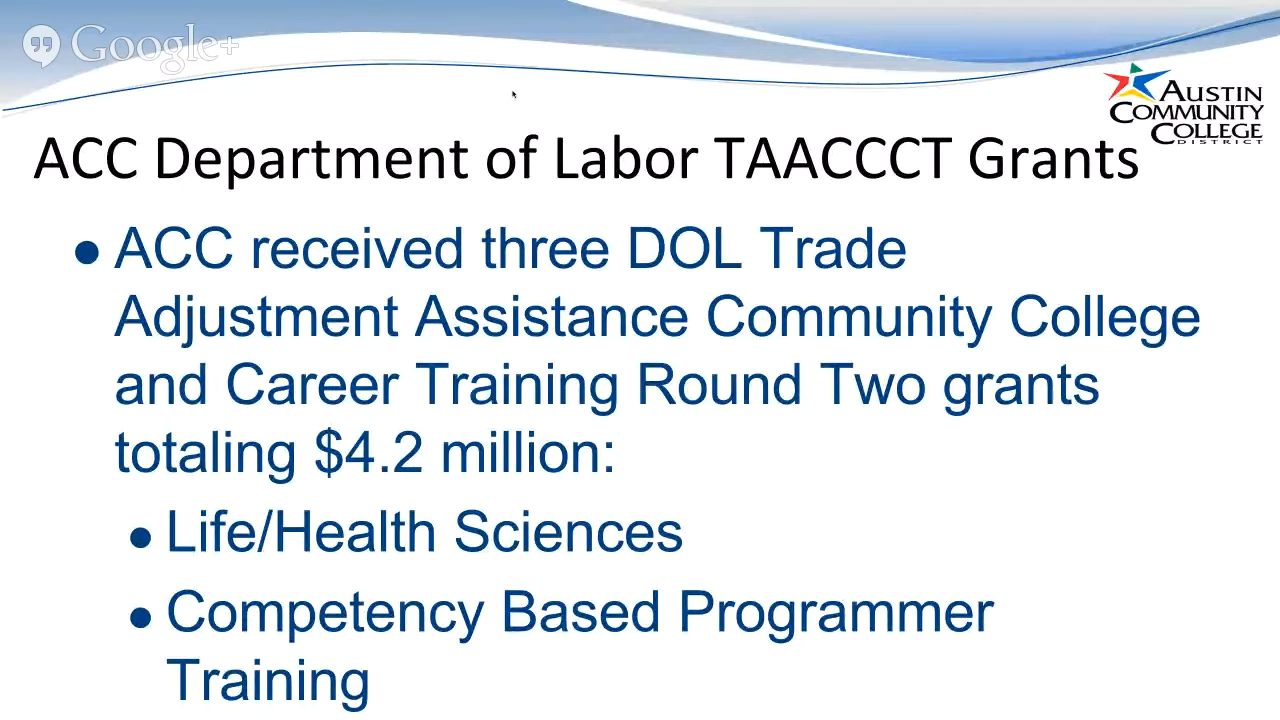 Google+
AUSTIN
COMMUNITY
COLLEGE
DISTRICT
ACC Department of Labor TAACCCT Grants
● ACC received three DOL Trade
Adjustment Assistance Community College
and Career Training Round Two grants
totaling $4.2 million:
● Life/Health Sciences
● Competency Based Programmer
Training